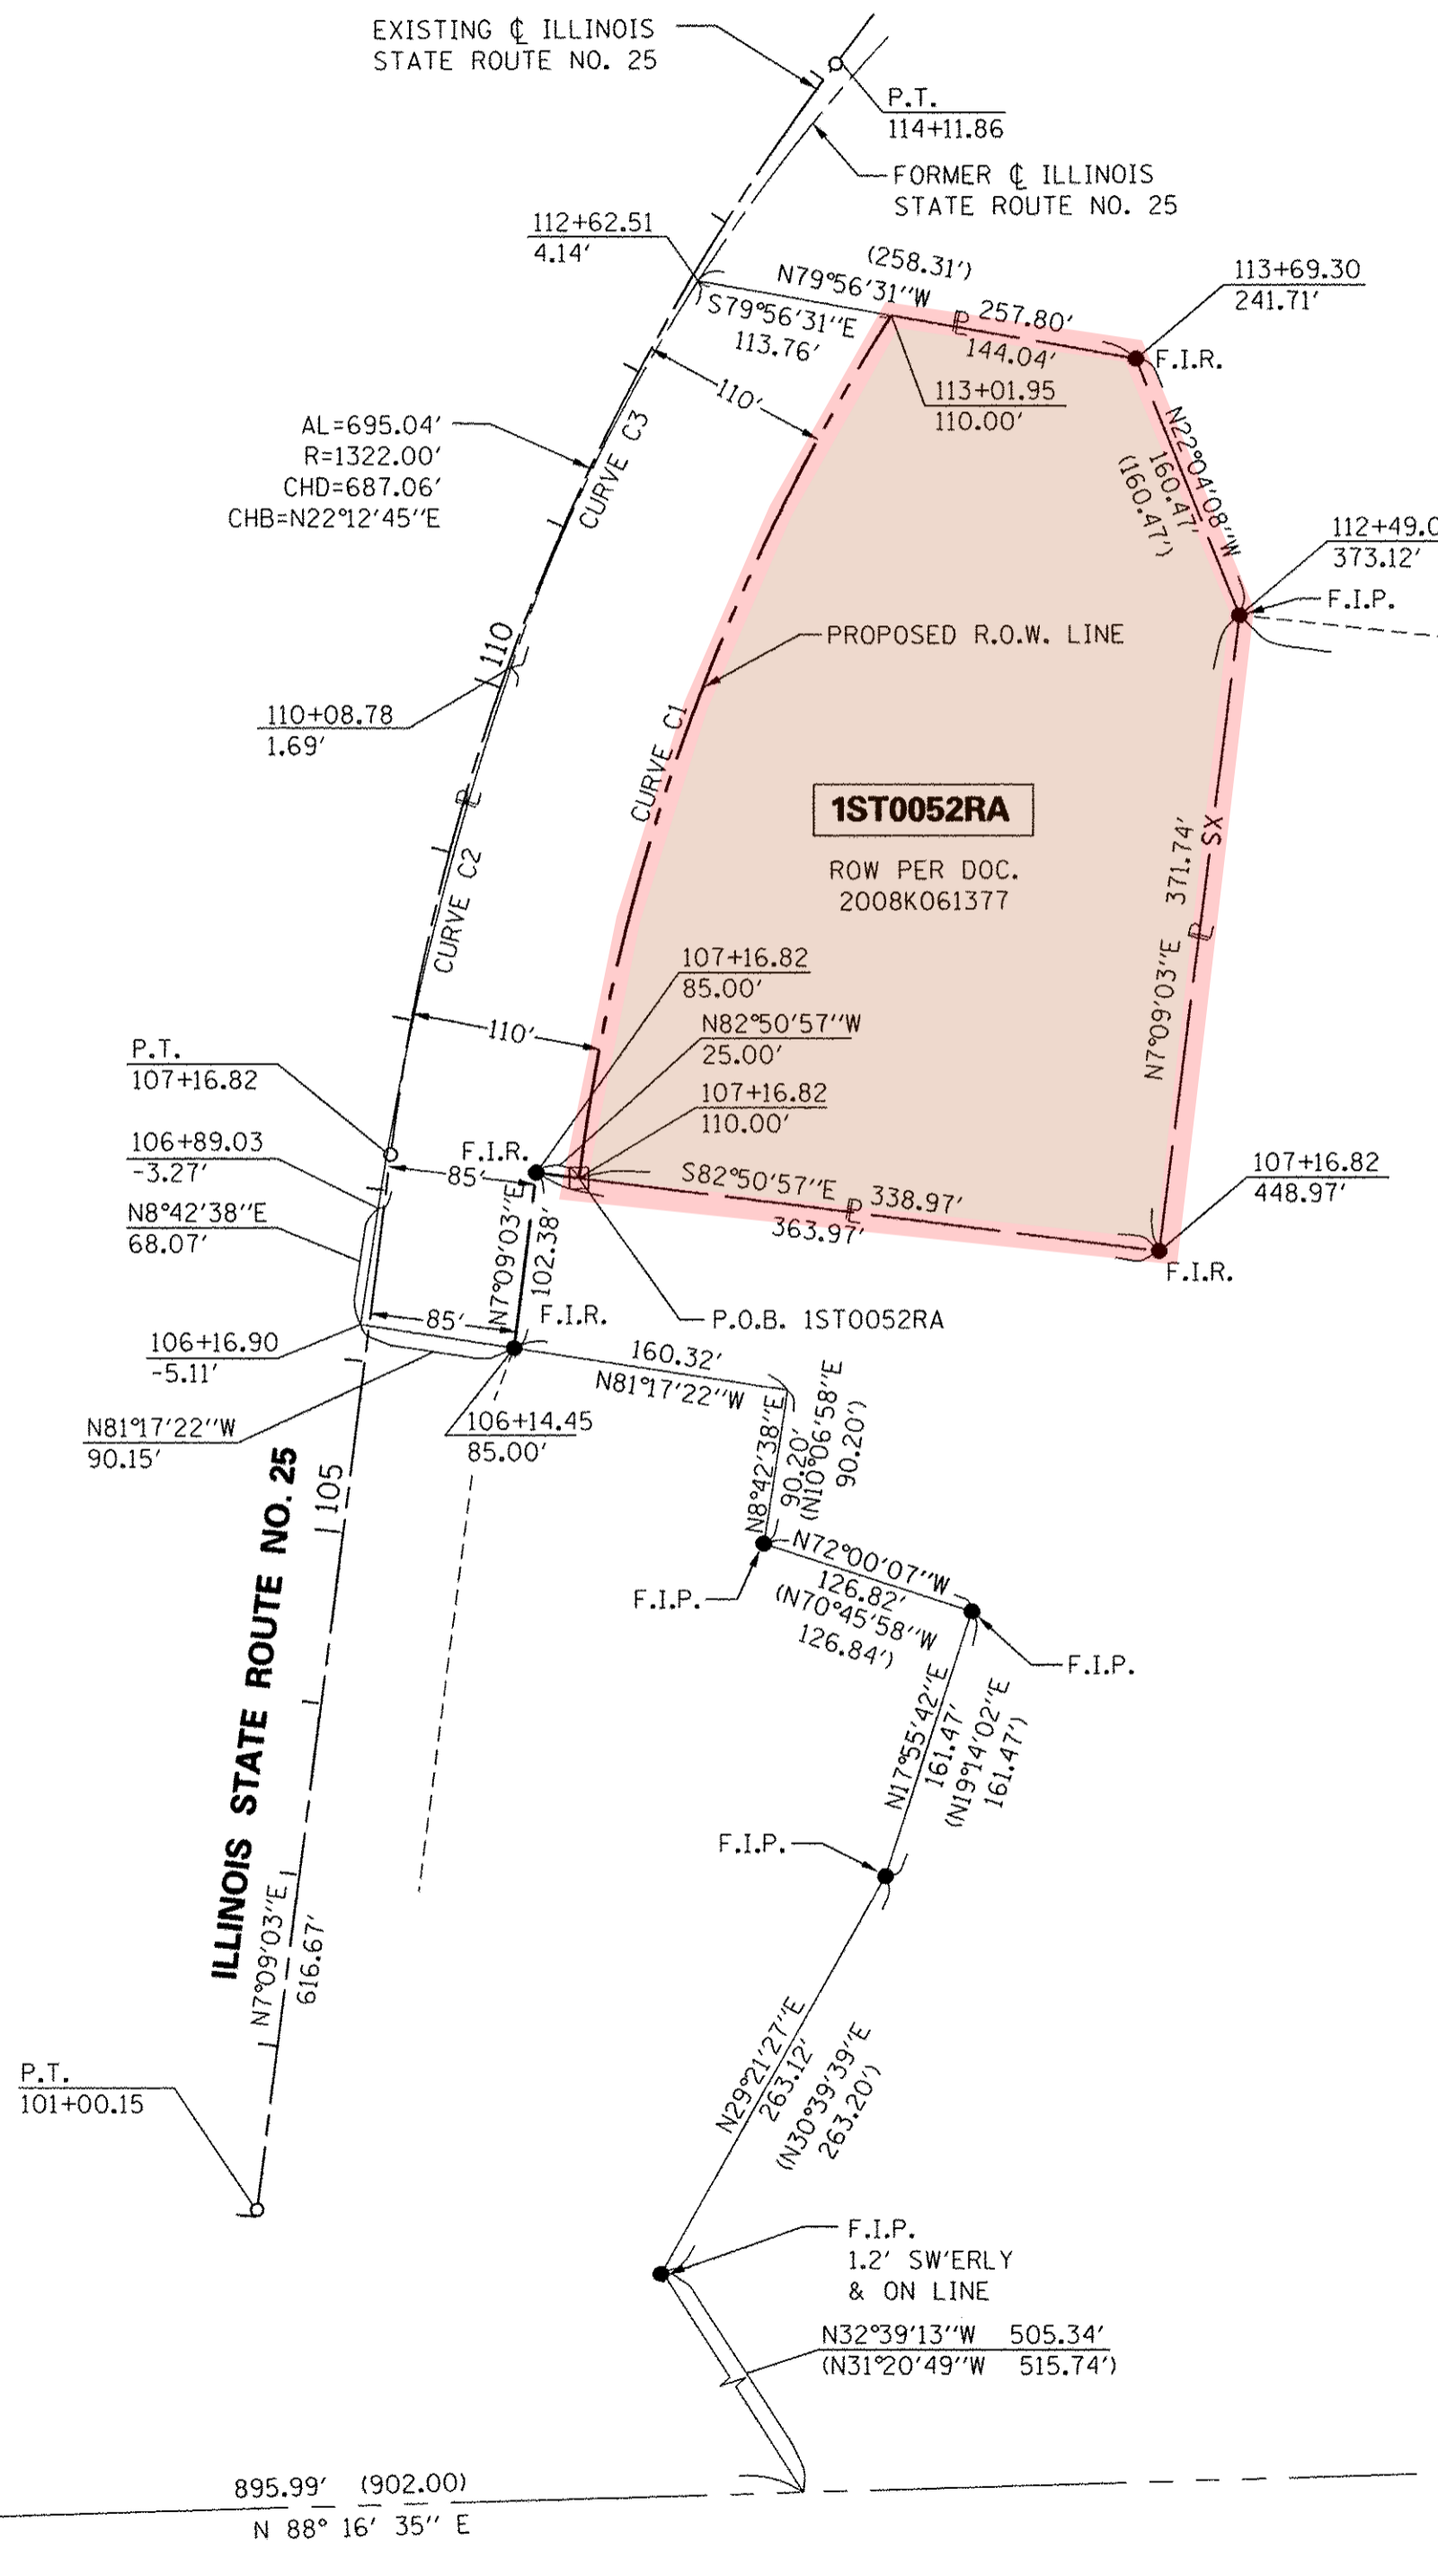 EXISTING ℄ ILLINOIS
STATE ROUTE NO. 25
P.T.
114+11.86
FORMER ℄ ILLINOIS
STATE ROUTE NO. 25
112+62.51
4.14'
(258.31')
N79°56'31''W
257.80'
S79°56'31''E
113.76'
144.04'
113+69.30
241.71'
F.I.R.
113+01.95
110.00'
110'
AL=695.04'
R=1322.00'
CHD=687.06'
CHB=N22°12'45''E
CURVE C3
N22°04'08''W
160.47'
(160.47')
112+49.0
373.12'
F.I.P.
PROPOSED R.O.W. LINE
110
110+08.78
1.69'
CURVE C1
1ST0052RA
ROW PER DOC.
2008K061377
SX
N7°09'03''E 371.74'
CURVE C2
107+16.82
85.00'
N82°50'57''W
25.00'
110'
P.T.
107+16.82
107+16.82
110.00'
106+89.03
-3.27'
F.I.R.
85'
S82°50'57''E
338.97'
363.97'
107+16.82
448.97'
F.I.R.
N8°42'38''E
68.07'
N7°09'03''E
102.38'
85'
F.I.R.
P.O.B. 1ST0052RA
106+16.90
-5.11'
160.32'
N81°17'22''W
N81°17'22''W
90.15'
106+14.45
85.00'
N8°42'38''E
90.20'
(N10°06'58''E
90.20')
105
ILLINOIS STATE ROUTE NO. 25
F.I.P.
N72°00'07''W
126.82'
(N70°45'58''W
126.84')
F.I.P.
N17°55'42''E
161.47'
(N19°14'02''E
161.47')
F.I.P.
N7°09'03''E
616.67'
N29°21'27''E
263.12'
(N30°39'39''E
263.20')
P.T.
101+00.15
F.I.P.
1.2' SW'ERLY
& ON LINE
N32°39'13''W 505.34'
(N31°20'49''W 515.74')
895.99' (902.00)
N 88° 16' 35'' E